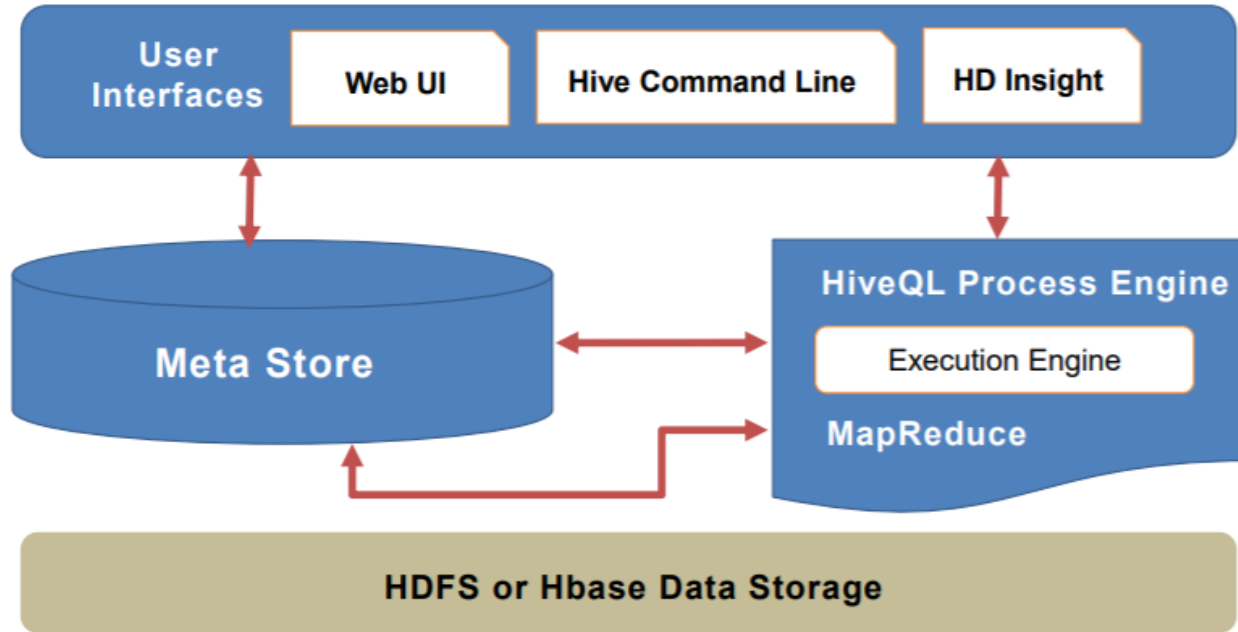 User
Interfaces
Web UI
Hive Command Line
HD Insight
Meta Store
HiveQL Process Engine
Execution Engine
MapReduce
HDFS or Hbase Data Storage